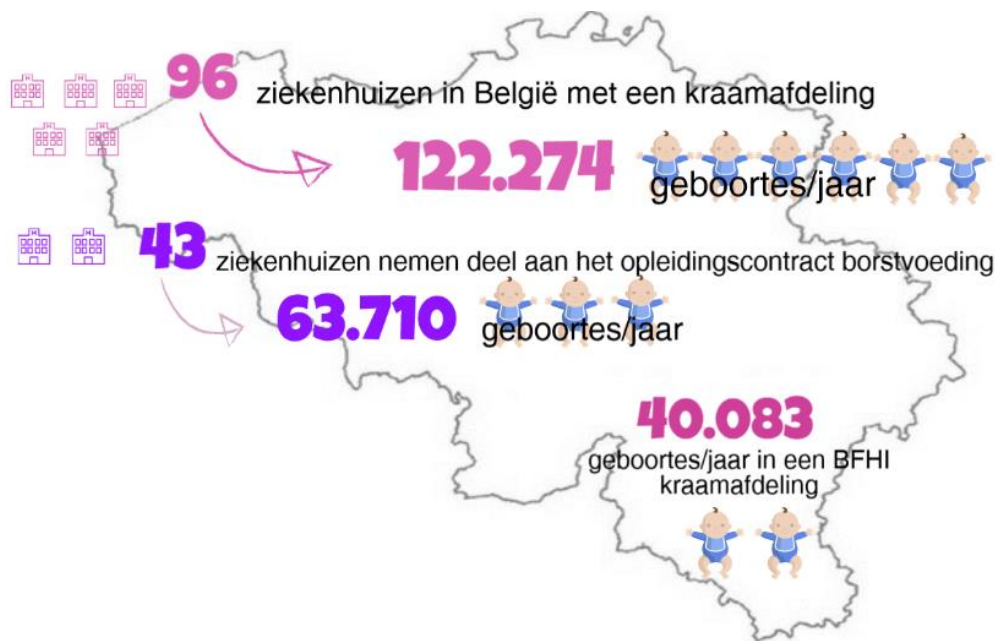 96 ziekenhuizen in België met een kraamafdeling
122.274 geboortes/jaar
43 ziekenhuizen nemen deel aan het opleidingscontract borstvoeding
63.710 geboortes/jaar
40.083
geboortes/jaar in een BFHI
kraamafdeling